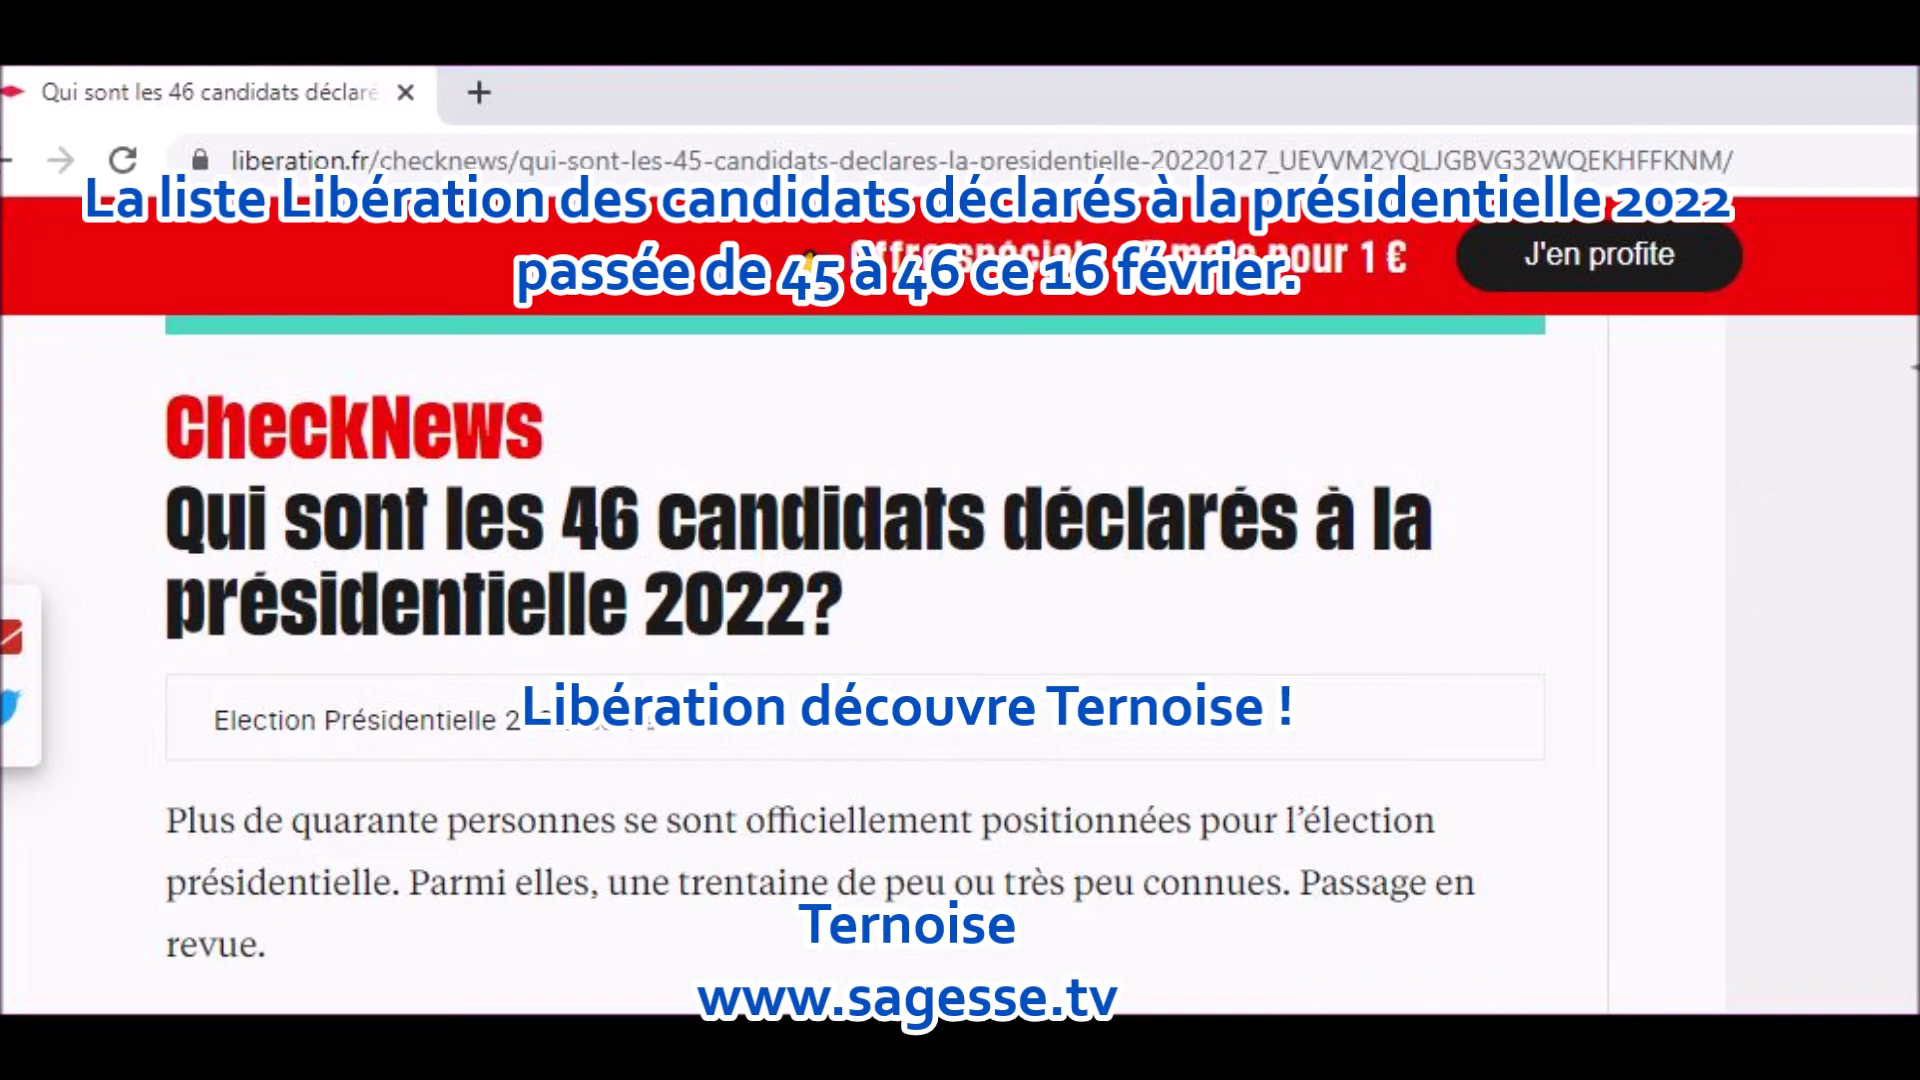 Qui sont les 46 candidats déclaré
liberation.fr/checknews/qui-sont-les-45-candidats-declares-la-presidentielle-20220127_UEVVM2YQLJGBVG32WQEKHFFKNM/
La liste Libération des candidats déclarés à la présidentielle 2022
passée de 45 à 46 ce 16 février.
pour 1 € J'en profite
CheckNews
Qui sont les 46 candidats déclarés à la
présidentielle 2022?
Election Présidentielle 2
Libération découvre Ternoise !
Plus de quarante personnes se sont officiellement positionnées pour l'élection
présidentielle. Parmi elles, une trentaine de peu ou très peu connues. Passage en
revue.
Ternoise
www.sagesse.tv